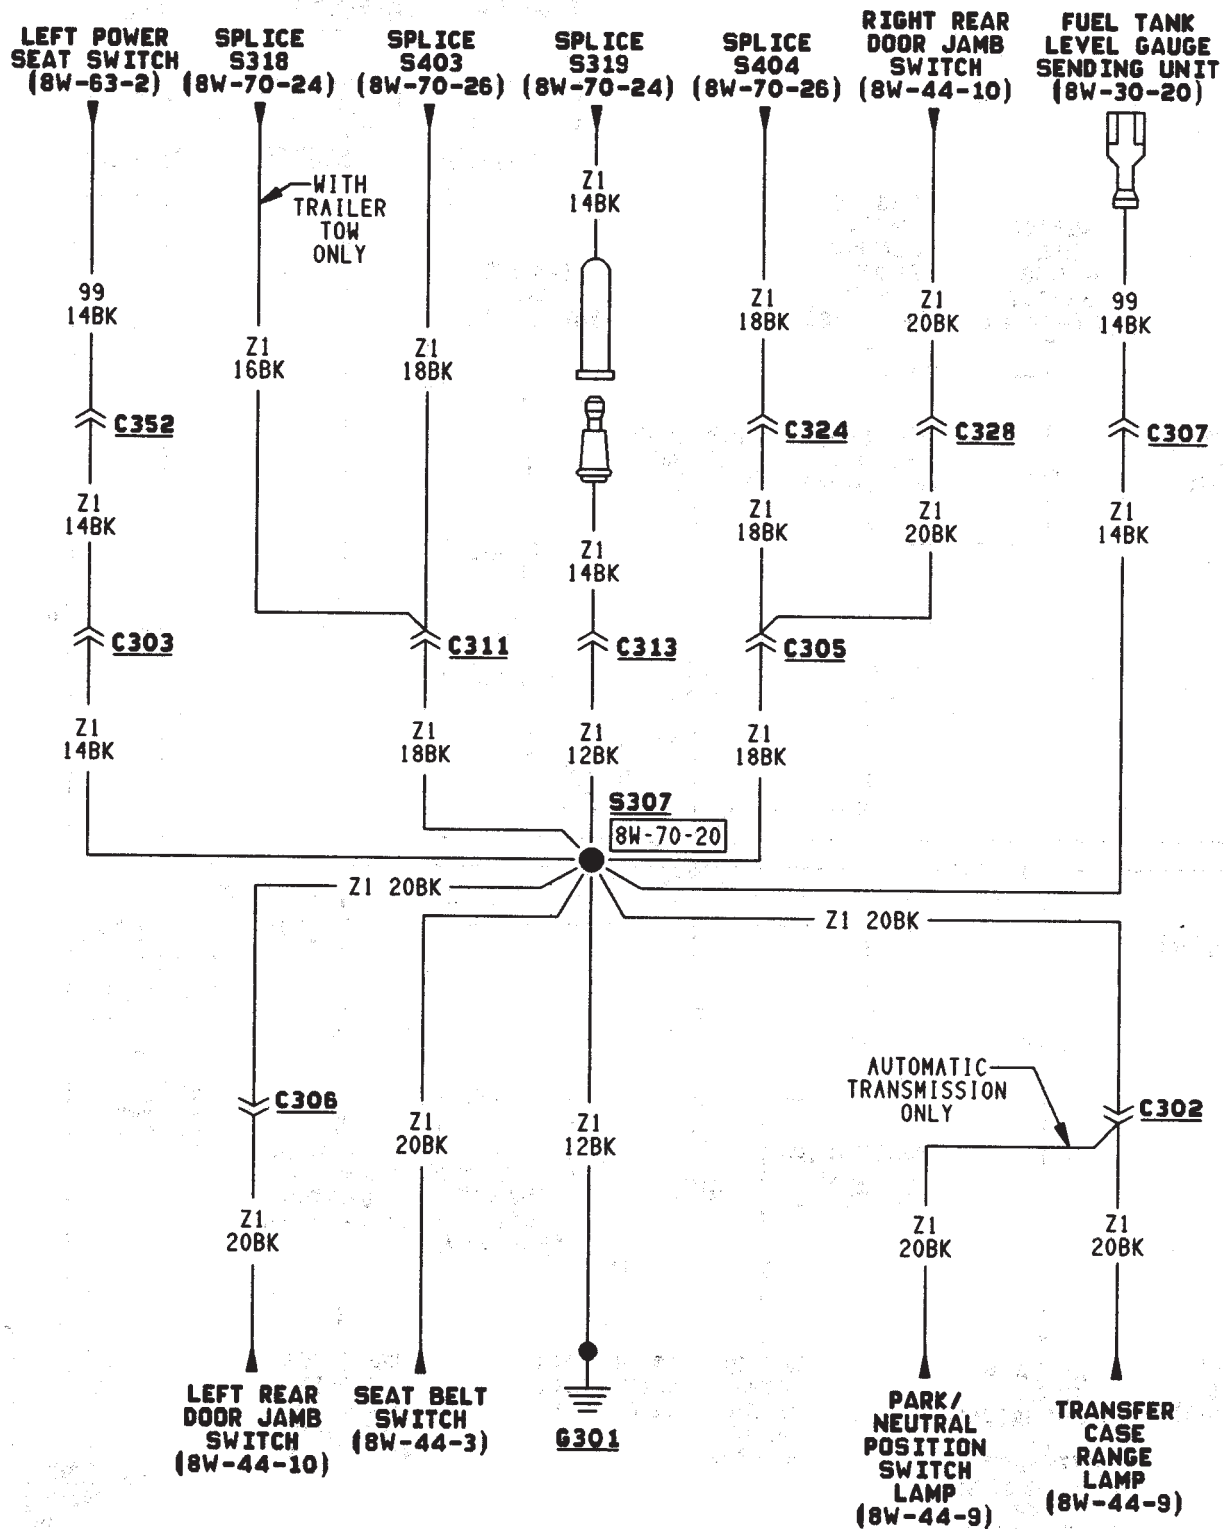 LEFT POWER
SEAT SWITCH
(8W-63-2)
SPLICE
S318
(8W-70-24)
SPLICE
S403
(8W-70-26)
SPLICE
S319
(8W-70-24)
SPLICE
S404
(8W-70-26)
RIGHT REAR
DOOR JAMB
SWITCH
(8W-44-10)
FUEL TANK
LEVEL GAUGE
SENDING UNIT
(8W-30-20)
WITH
TRAILER
TOW
ONLY
Z1
14BK
99
14BK
Z1
16BK
Z1
18BK
Z1
18BK
Z1
20BK
99
14BK
C352
C324
C328
C307
Z1
14BK
Z1
14BK
Z1
18BK
Z1
20BK
Z1
14BK
C303
C311
C313
C305
Z1
14BK
Z1
18BK
Z1
12BK
Z1
18BK
S307
8W-70-20
Z1 20BK
Z1 20BK
AUTOMATIC
TRANSMISSION
ONLY
C306
C302
Z1
20BK
Z1
12BK
Z1
20BK
Z1
20BK
Z1
20BK
LEFT REAR
DOOR JAMB
SWITCH
(8W-44-10)
SEAT BELT
SWITCH
(8W-44-3)
G301
PARK/
NEUTRAL
POSITION
SWITCH
LAMP
(8W-44-9)
TRANSFER
CASE
RANGE
LAMP
(8W-44-9)